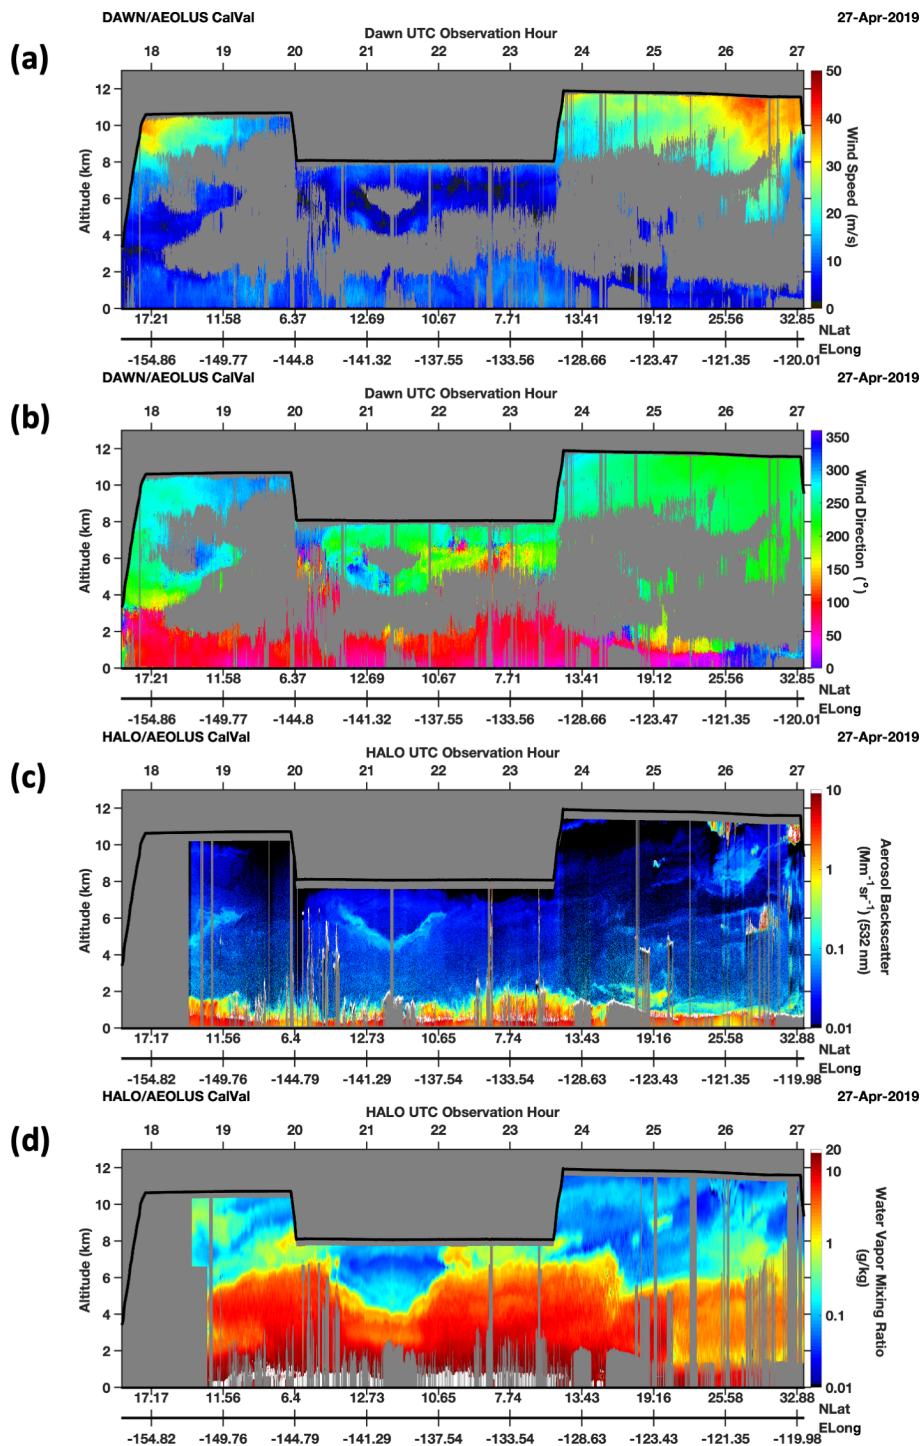 DAWN/AEOLUS CalVal 27-Apr-2019
(a)
Dawn UTC Observation Hour
18 19 20 21 22 23 24 25 26 27
Altitude (km)
12
10
8
6
4
2
0
50
40
30
20
10
0
Wind Speed (m/s)
17.21 11.58 6.37 12.69 10.67 7.71 13.41 19.12 25.56 32.85
NLat
ELong
-154.86 -149.77 -144.8 -141.32 -137.55 -133.56 -128.66 -123.47 -121.35 -120.01
DAWN/AEOLUS CalVal 27-Apr-2019
(b)
Dawn UTC Observation Hour
18 19 20 21 22 23 24 25 26 27
Altitude (km)
12
10
8
6
4
2
0
350
300
250
200
150
100
50
0
Wind Direction (°)
17.21 11.58 6.37 12.69 10.67 7.71 13.41 19.12 25.56 32.85
NLat
ELong
-154.86 -149.77 -144.8 -141.32 -137.55 -133.56 -128.66 -123.47 -121.35 -120.01
HALO/AEOLUS CalVal 27-Apr-2019
(c)
HALO UTC Observation Hour
18 19 20 21 22 23 24 25 26 27
Altitude (km)
12
10
8
6
4
2
0
10
1
0.1
0.01
Aerosol Backscatter
(Mm⁻¹ sr⁻¹) (532 nm)
17.17 11.56 6.4 12.73 10.65 7.74 13.43 19.16 25.58 32.88
NLat
ELong
-154.82 -149.76 -144.79 -141.29 -137.54 -133.54 -128.63 -123.43 -121.35 -119.98
HALO/AEOLUS CalVal 27-Apr-2019
(d)
HALO UTC Observation Hour
18 19 20 21 22 23 24 25 26 27
Altitude (km)
12
10
8
6
4
2
0
20
10
1
0.1
0.01
Water Vapor Mixing Ratio
(g/kg)
17.17 11.56 6.4 12.73 10.65 7.74 13.43 19.16 25.58 32.88
NLat
ELong
-154.82 -149.76 -144.79 -141.29 -137.54 -133.54 -128.63 -123.43 -121.35 -119.98